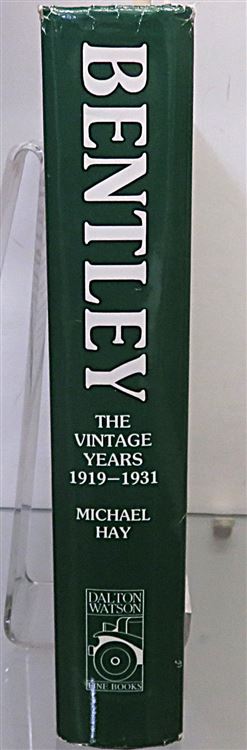 BENTLEY
THE
VINTAGE
YEARS
1919–1931
MICHAEL
HAY
DALTON
WATSON
FINE BOOKS